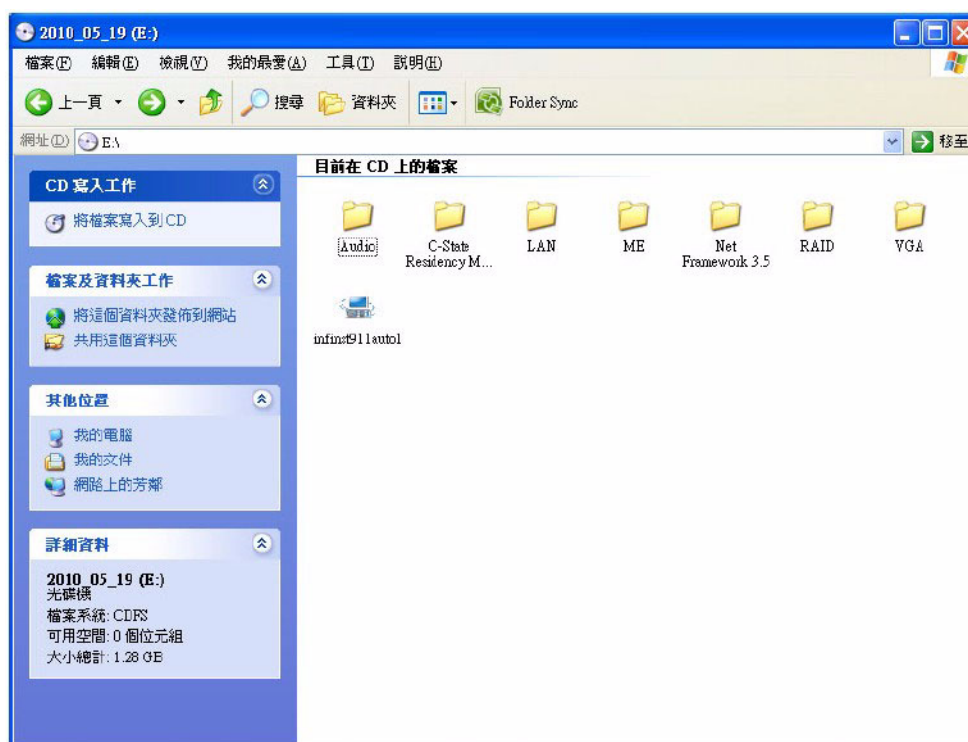 2010_05_19 (E:)
檔案(F) 編輯(E) 檢視(V) 我的最愛(A) 工具(T) 說明(H)
上一頁 搜尋 資料夾 Folder Sync
網址(D) E:\ 移至
CD 寫入工作
將檔案寫入到 CD
檔案及資料夾工作
將這個資料夾發佈到網站
共用這個資料夾
其他位置
我的電腦
我的文件
網路上的芳鄰
詳細資料
2010_05_19 (E:)
光碟機
檔案系統: CDFS
可用空間: 0 個位元組
大小總計: 1.28 GB
目前在 CD 上的檔案
Audio
C-State
Residency M...
LAN
ME
Net
Framework 3.5
RAID
VGA
infinst911autol